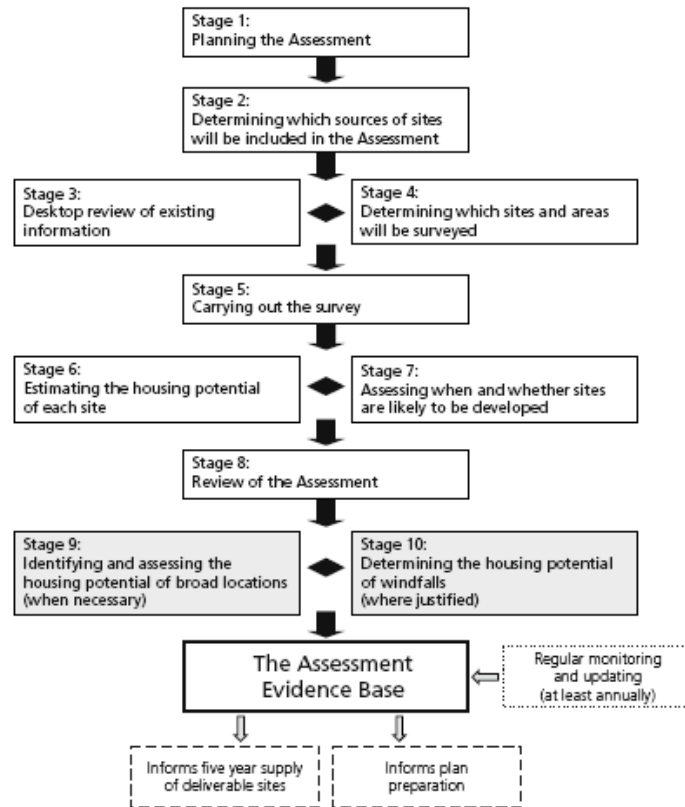 Stage 1:
Planning the Assessment
Stage 2:
Determining which sources of sites
will be included in the Assessment
Stage 3:
Desktop review of existing
information
Stage 4:
Determining which sites and areas
will be surveyed
Stage 5:
Carrying out the survey
Stage 6:
Estimating the housing potential
of each site
Stage 7:
Assessing when and whether sites
are likely to be developed
Stage 8:
Review of the Assessment
Stage 9:
Identifying and assessing the
housing potential of broad locations
(when necessary)
Stage 10:
Determining the housing potential
of windfalls
(where justified)
The Assessment
Evidence Base
Regular monitoring
and updating
(at least annually)
Informs five year supply
of deliverable sites
Informs plan
preparation